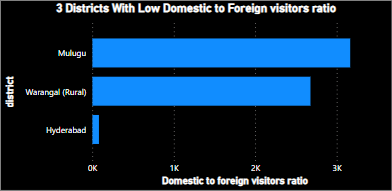 3 Districts With Low Domestic to Foreign visitors ratio
district
Mulugu
Warangal (Rural)
Hyderabad
0K 1K 2K 3K
Domestic to foreign visitors ratio